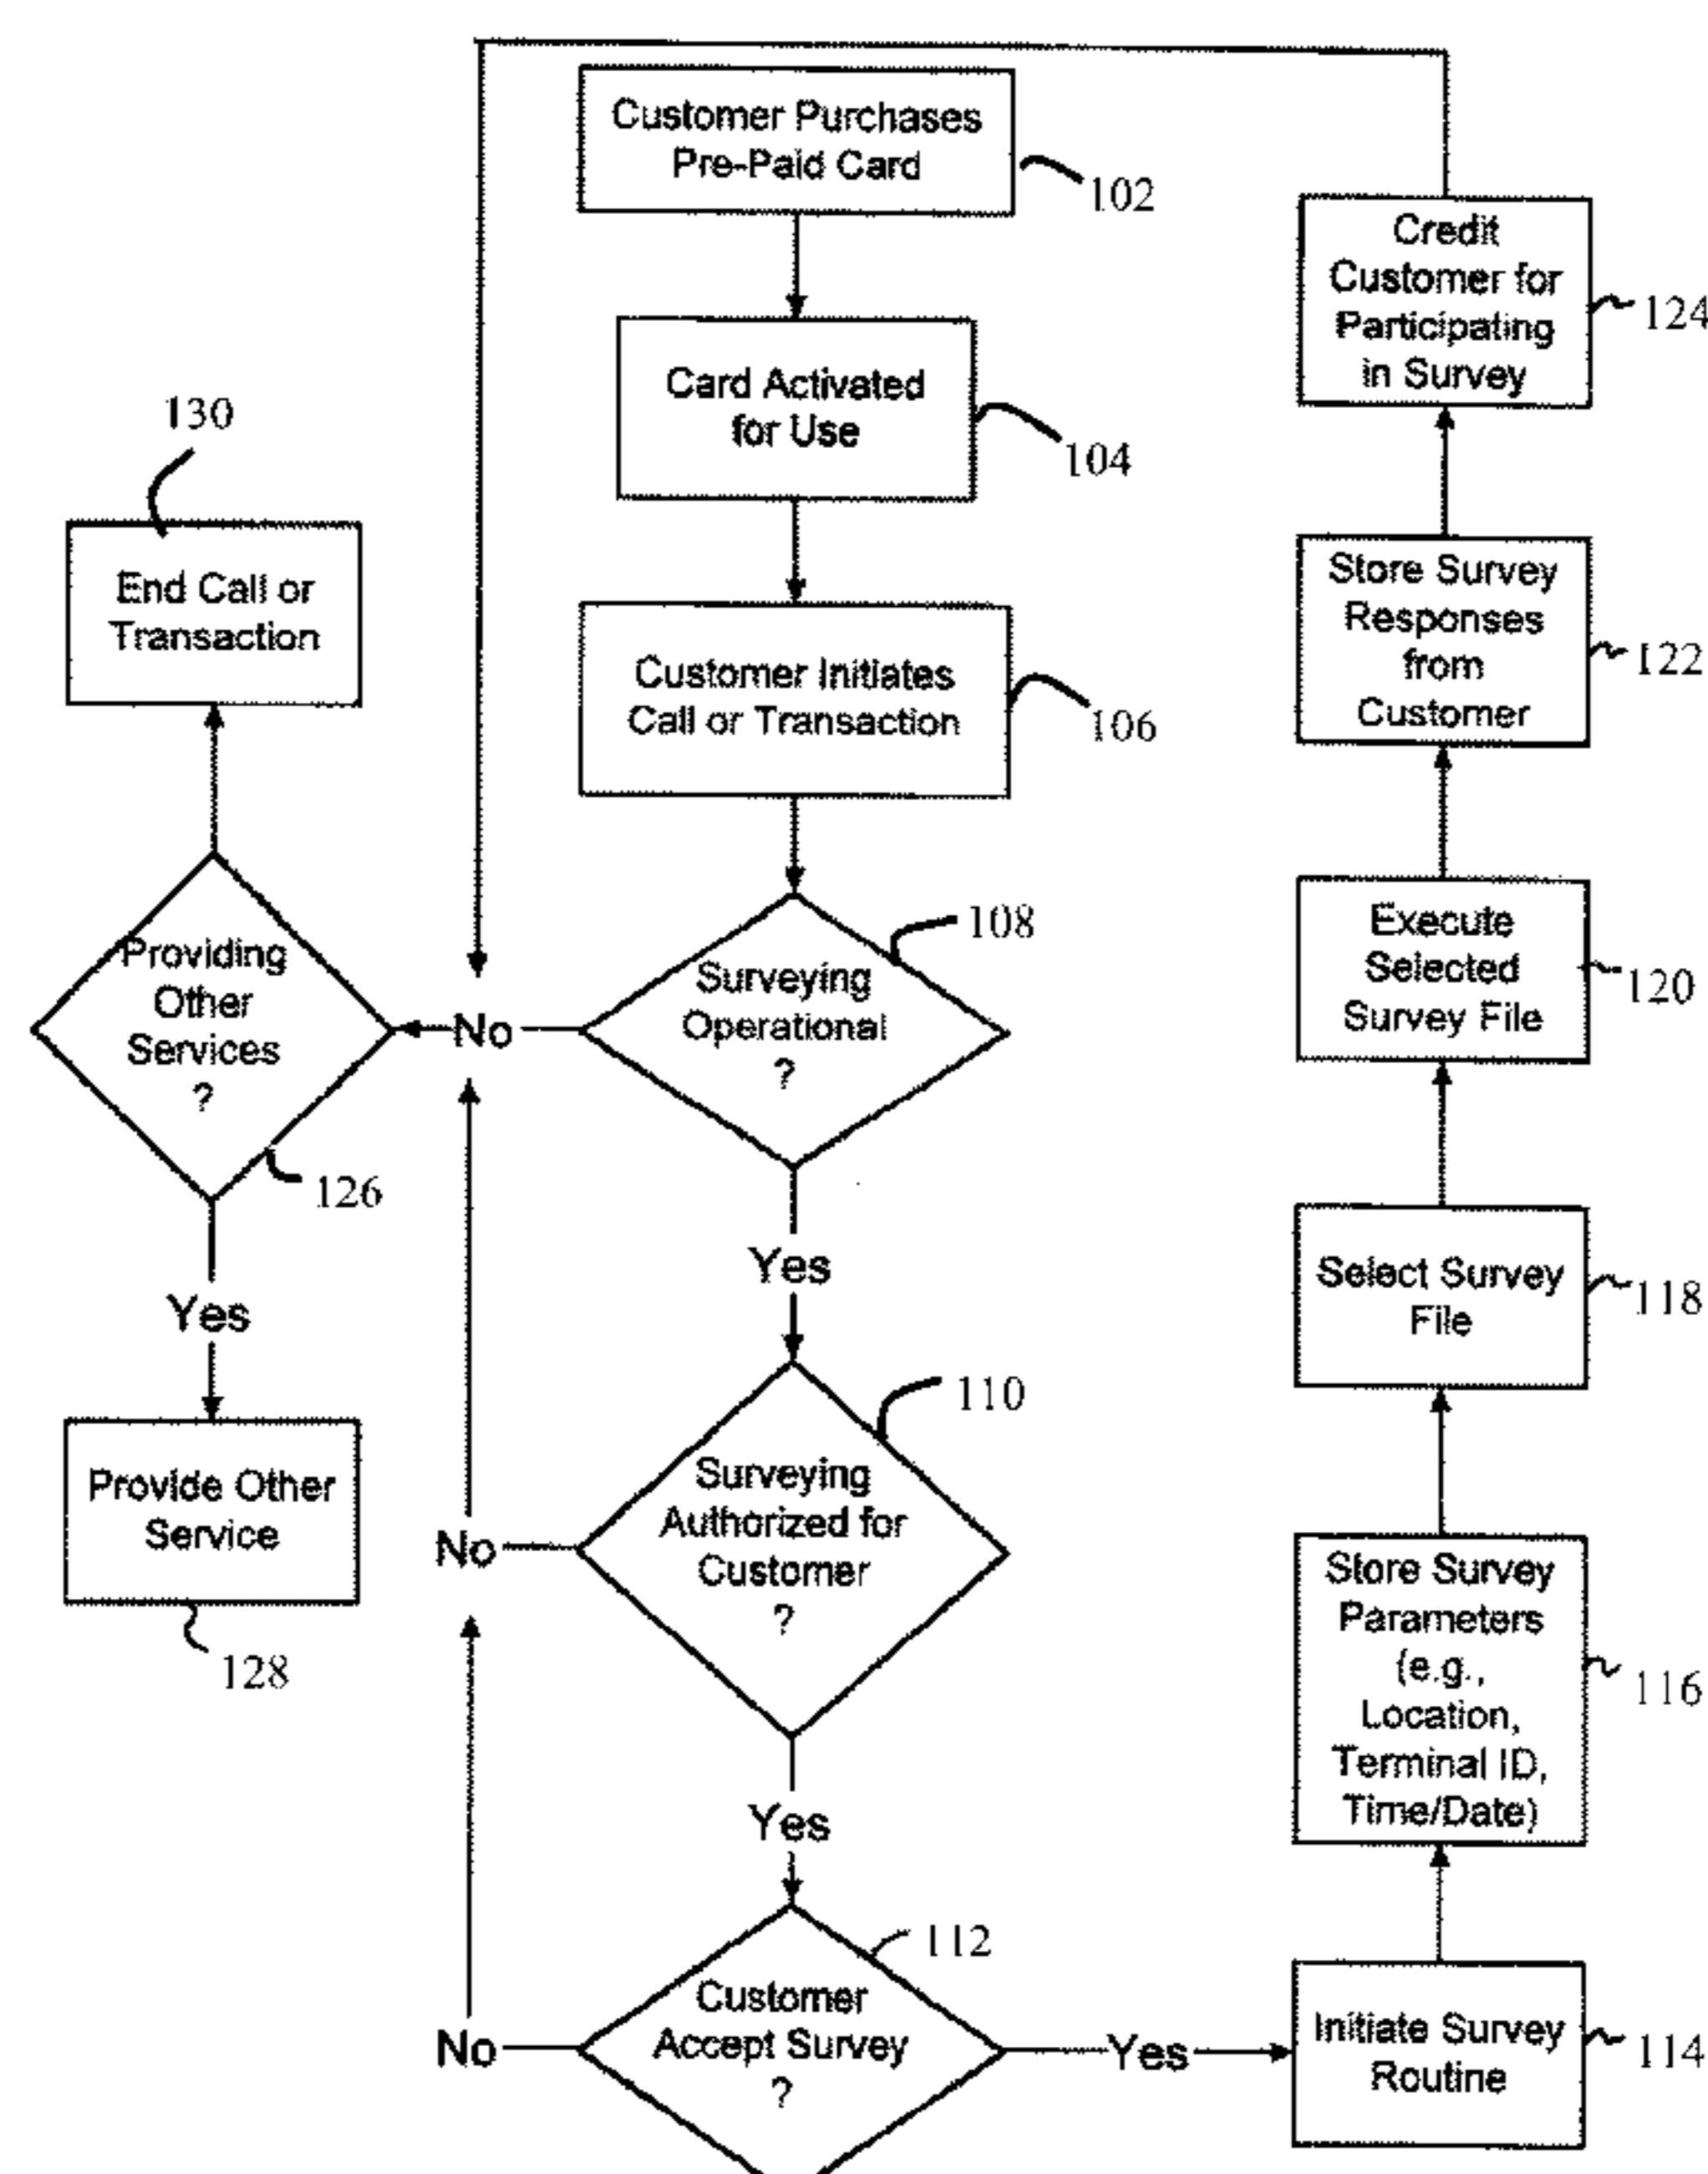 Customer Purchases
Pre-Paid Card
102
Card Activated
for Use
104
Customer Initiates
Call or Transaction
106
Surveying
Operational
?
108
No
Yes
Surveying
Authorized for
Customer
?
110
No
Yes
Customer
Accept Survey
?
112
No
Yes
Initiate Survey
Routine
114
Store Survey
Parameters
(e.g.,
Location,
Terminal ID,
Time/Date)
116
Select Survey
File
118
Execute
Selected
Survey File
120
Store Survey
Responses
from
Customer
122
Credit
Customer for
Participating
in Survey
124
Providing
Other
Services
?
126
Yes
Provide Other
Service
128
130
End Call or
Transaction